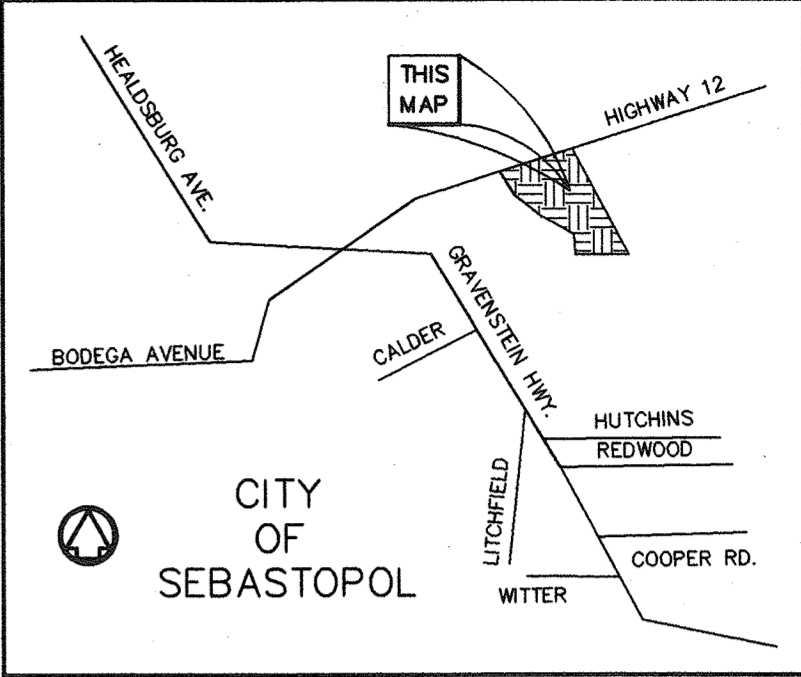 HEALDSBURG AVE.
THIS
MAP
HIGHWAY 12
GRAVENSTEIN HWY.
CALDER
BODEGA AVENUE
HUTCHINS
REDWOOD
LITCHFIELD
CITY
OF
SEBASTOPOL
COOPER RD.
WITTER